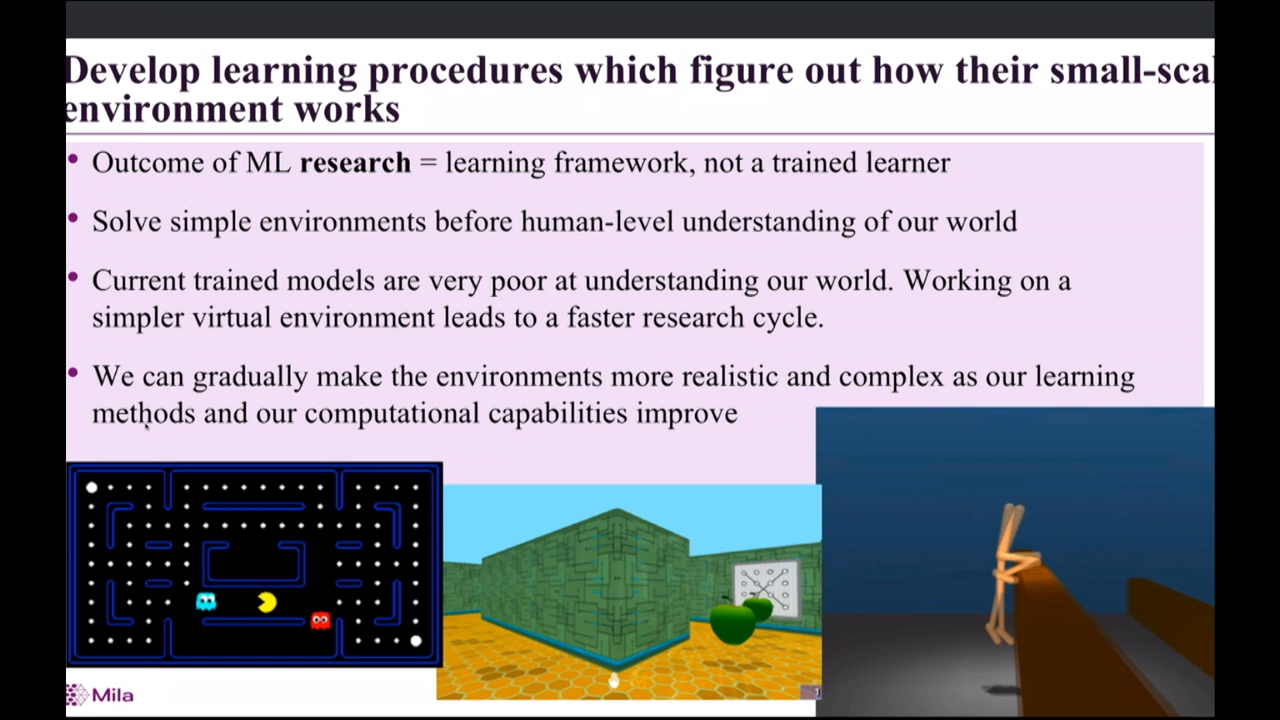 Develop learning procedures which figure out how their small-scal
environment works
• Outcome of ML research = learning framework, not a trained learner
• Solve simple environments before human-level understanding of our world
• Current trained models are very poor at understanding our world. Working on a
simpler virtual environment leads to a faster research cycle.
• We can gradually make the environments more realistic and complex as our learning
methods and our computational capabilities improve
Mila